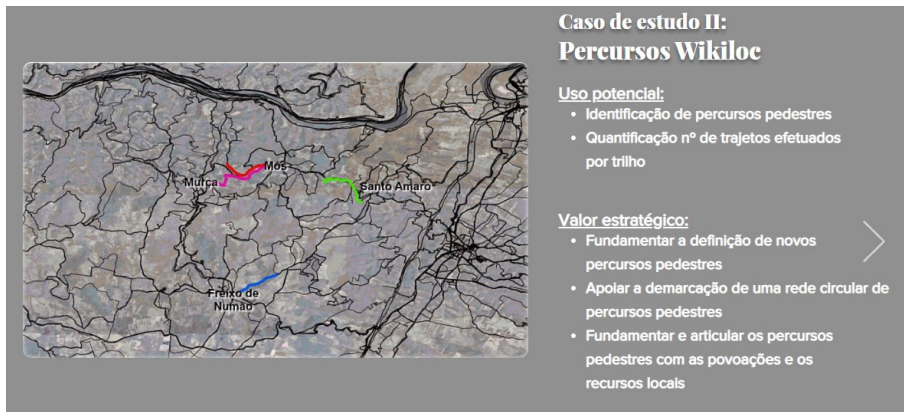 Caso de estudo II:
Percursos Wikiloc
Uso potencial:
• Identificação de percursos pedestres
• Quantificação nº de trajetos efetuados
por trilho
Valor estratégico:
• Fundamentar a definição de novos
percursos pedestres
• Apoiar a demarcação de uma rede circular de
percursos pedestres
• Fundamentar e articular os percursos
pedestres com as povoações e os
recursos locais
Mós
Murça
Santo Amaro
Freixo de
Numão